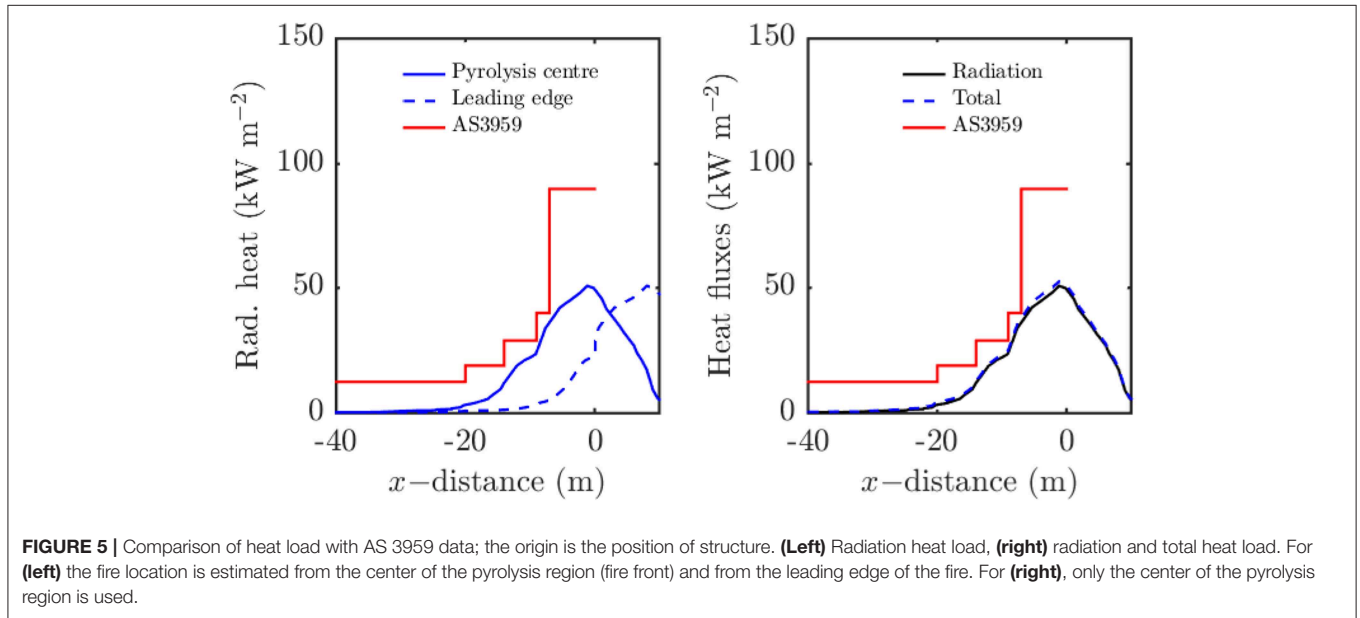 150
100
50
0
-40
-20
0
Rad. heat (kW m−2)
x−distance (m)
Pyrolysis centre
Leading edge
AS3959
150
100
50
0
-40
-20
0
Heat fluxes (kW m−2)
x−distance (m)
Radiation
Total
AS3959
FIGURE 5 | Comparison of heat load with AS 3959 data; the origin is the position of structure. (Left) Radiation heat load, (right) radiation and total heat load. For
(left) the fire location is estimated from the center of the pyrolysis region (fire front) and from the leading edge of the fire. For (right), only the center of the pyrolysis
region is used.